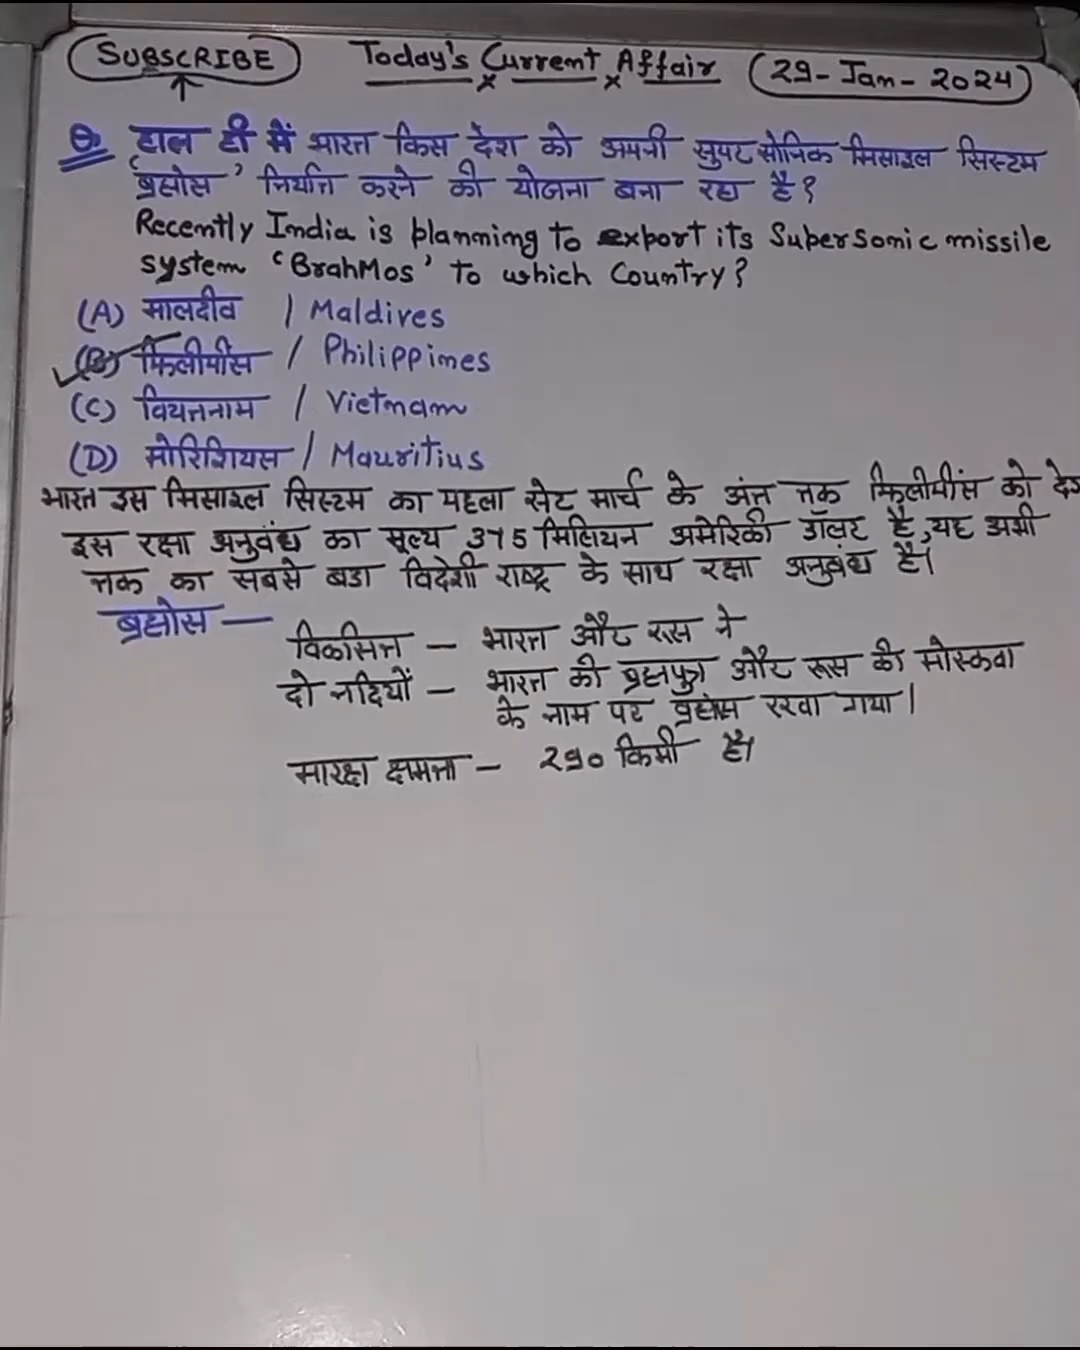 SUBSCRIBE Today's Current Affair (29-Jan-2024)
Q. हाल ही में भारत किस देश को अपनी सुपरसोनिक मिसाइल सिस्टम
'ब्रह्मोस' निर्यात करने की योजना बना रहा है?
Recently India is planning to export its Supersonic missile
system 'BrahMos' to which Country?
(A) मालदीव / Maldives
(B) फिलीपींस / Philippines
(C) वियतनाम / Vietnam
(D) मोरिशियस / Mauritius
भारत इस मिसाइल सिस्टम का पहला सेट मार्च के अंत तक फिलीपींस को
इस रक्षा अनुबंध का मूल्य 375 मिलियन अमेरिकी डॉलर है, यह अभी
तक का सबसे बडा विदेशी राष्ट्र के साथ रक्षा अनुबंध है।
ब्रह्मोस —
विकसित — भारत और रूस ने
दो नदियों — भारत की ब्रह्मपुत्र और रूस की मोस्कवा
के नाम पर ब्रह्मोस रखा गया।
मारक क्षमता — 290 किमी है।